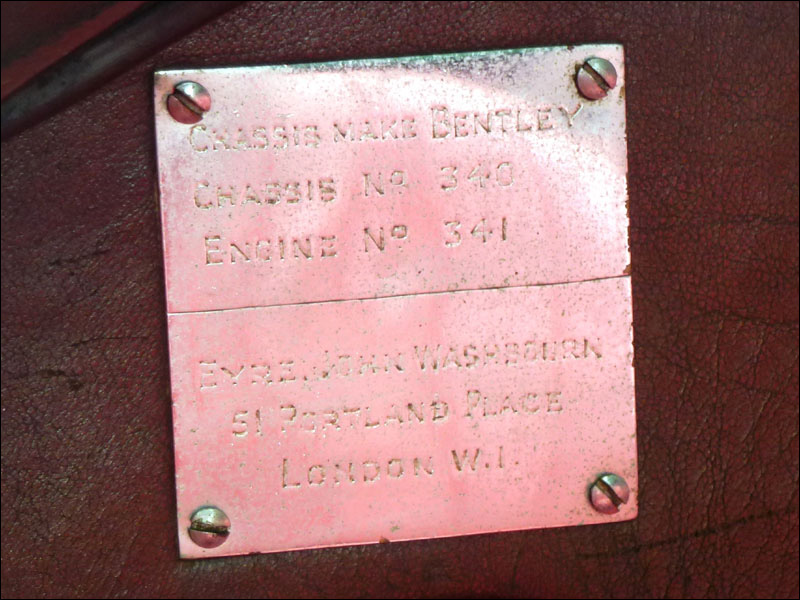 CHASSIS MAKE BENTLEY
CHASSIS No 340
ENGINE No 341
EYRE, JOHN WASHBOURN
51 PORTLAND PLACE
LONDON W.1.